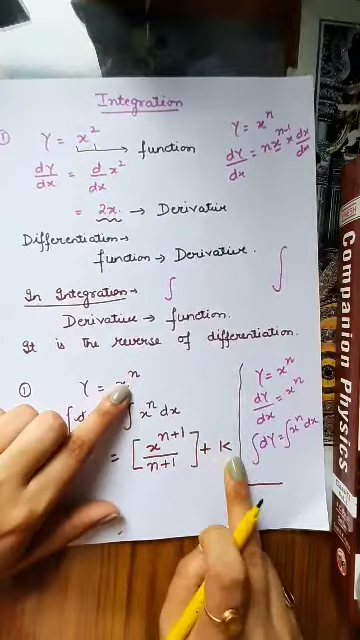 Integration
① Y = x²
→ function
dY/dx = d/dx x²
= 2x. → Derivative
Y = xⁿ
dY/dx = n xⁿ⁻¹ × dx/dx
Differentiation →
function → Derivative.
In Integration → ∫
∫
Derivative → function.
It is the reverse of differentiation.
① Y = xⁿ
∫ xⁿ dx
= [xⁿ⁺¹/n+1] + K
Y = xⁿ
dY/dx = xⁿ
∫dY = ∫xⁿ dx
INTEGRATED PHYSICS